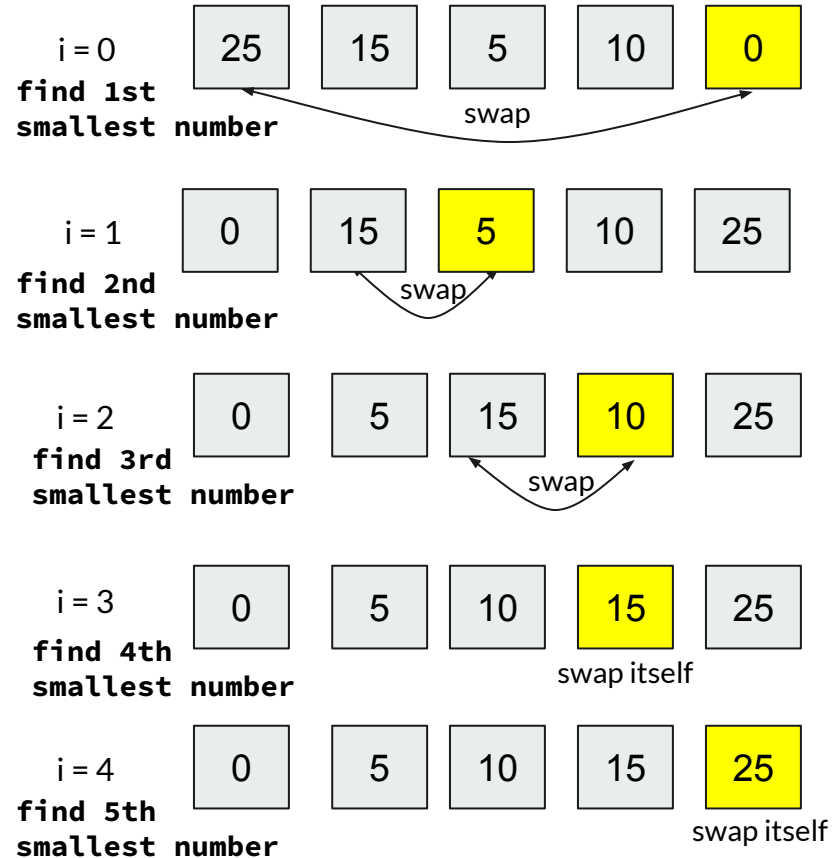 i = 0 25 15 5 10 0
find 1st
smallest number
swap
i = 1 0 15 5 10 25
find 2nd
smallest number
swap
i = 2 0 5 15 10 25
find 3rd
smallest number
swap
i = 3 0 5 10 15 25
find 4th
smallest number
swap itself
i = 4 0 5 10 15 25
find 5th
smallest number
swap itself